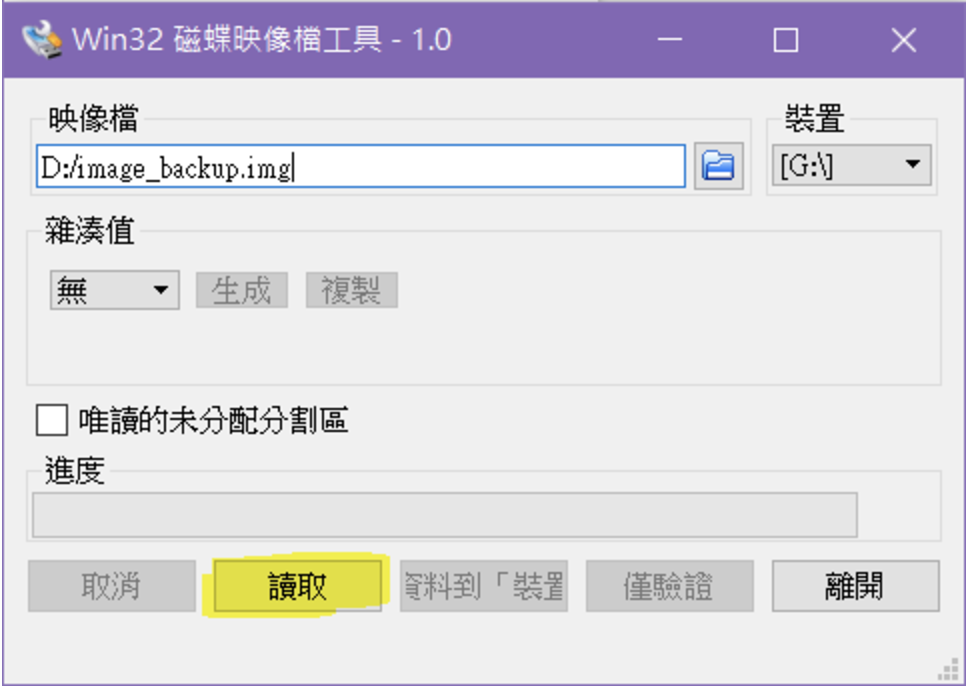 Win32 磁蝶映像檔工具 - 1.0
映像檔
裝置
D:/image_backup.img
[G:\]
雜湊值
無
生成
複製
唯讀的未分配分割區
進度
取消
讀取
資料到「裝置
僅驗證
離開